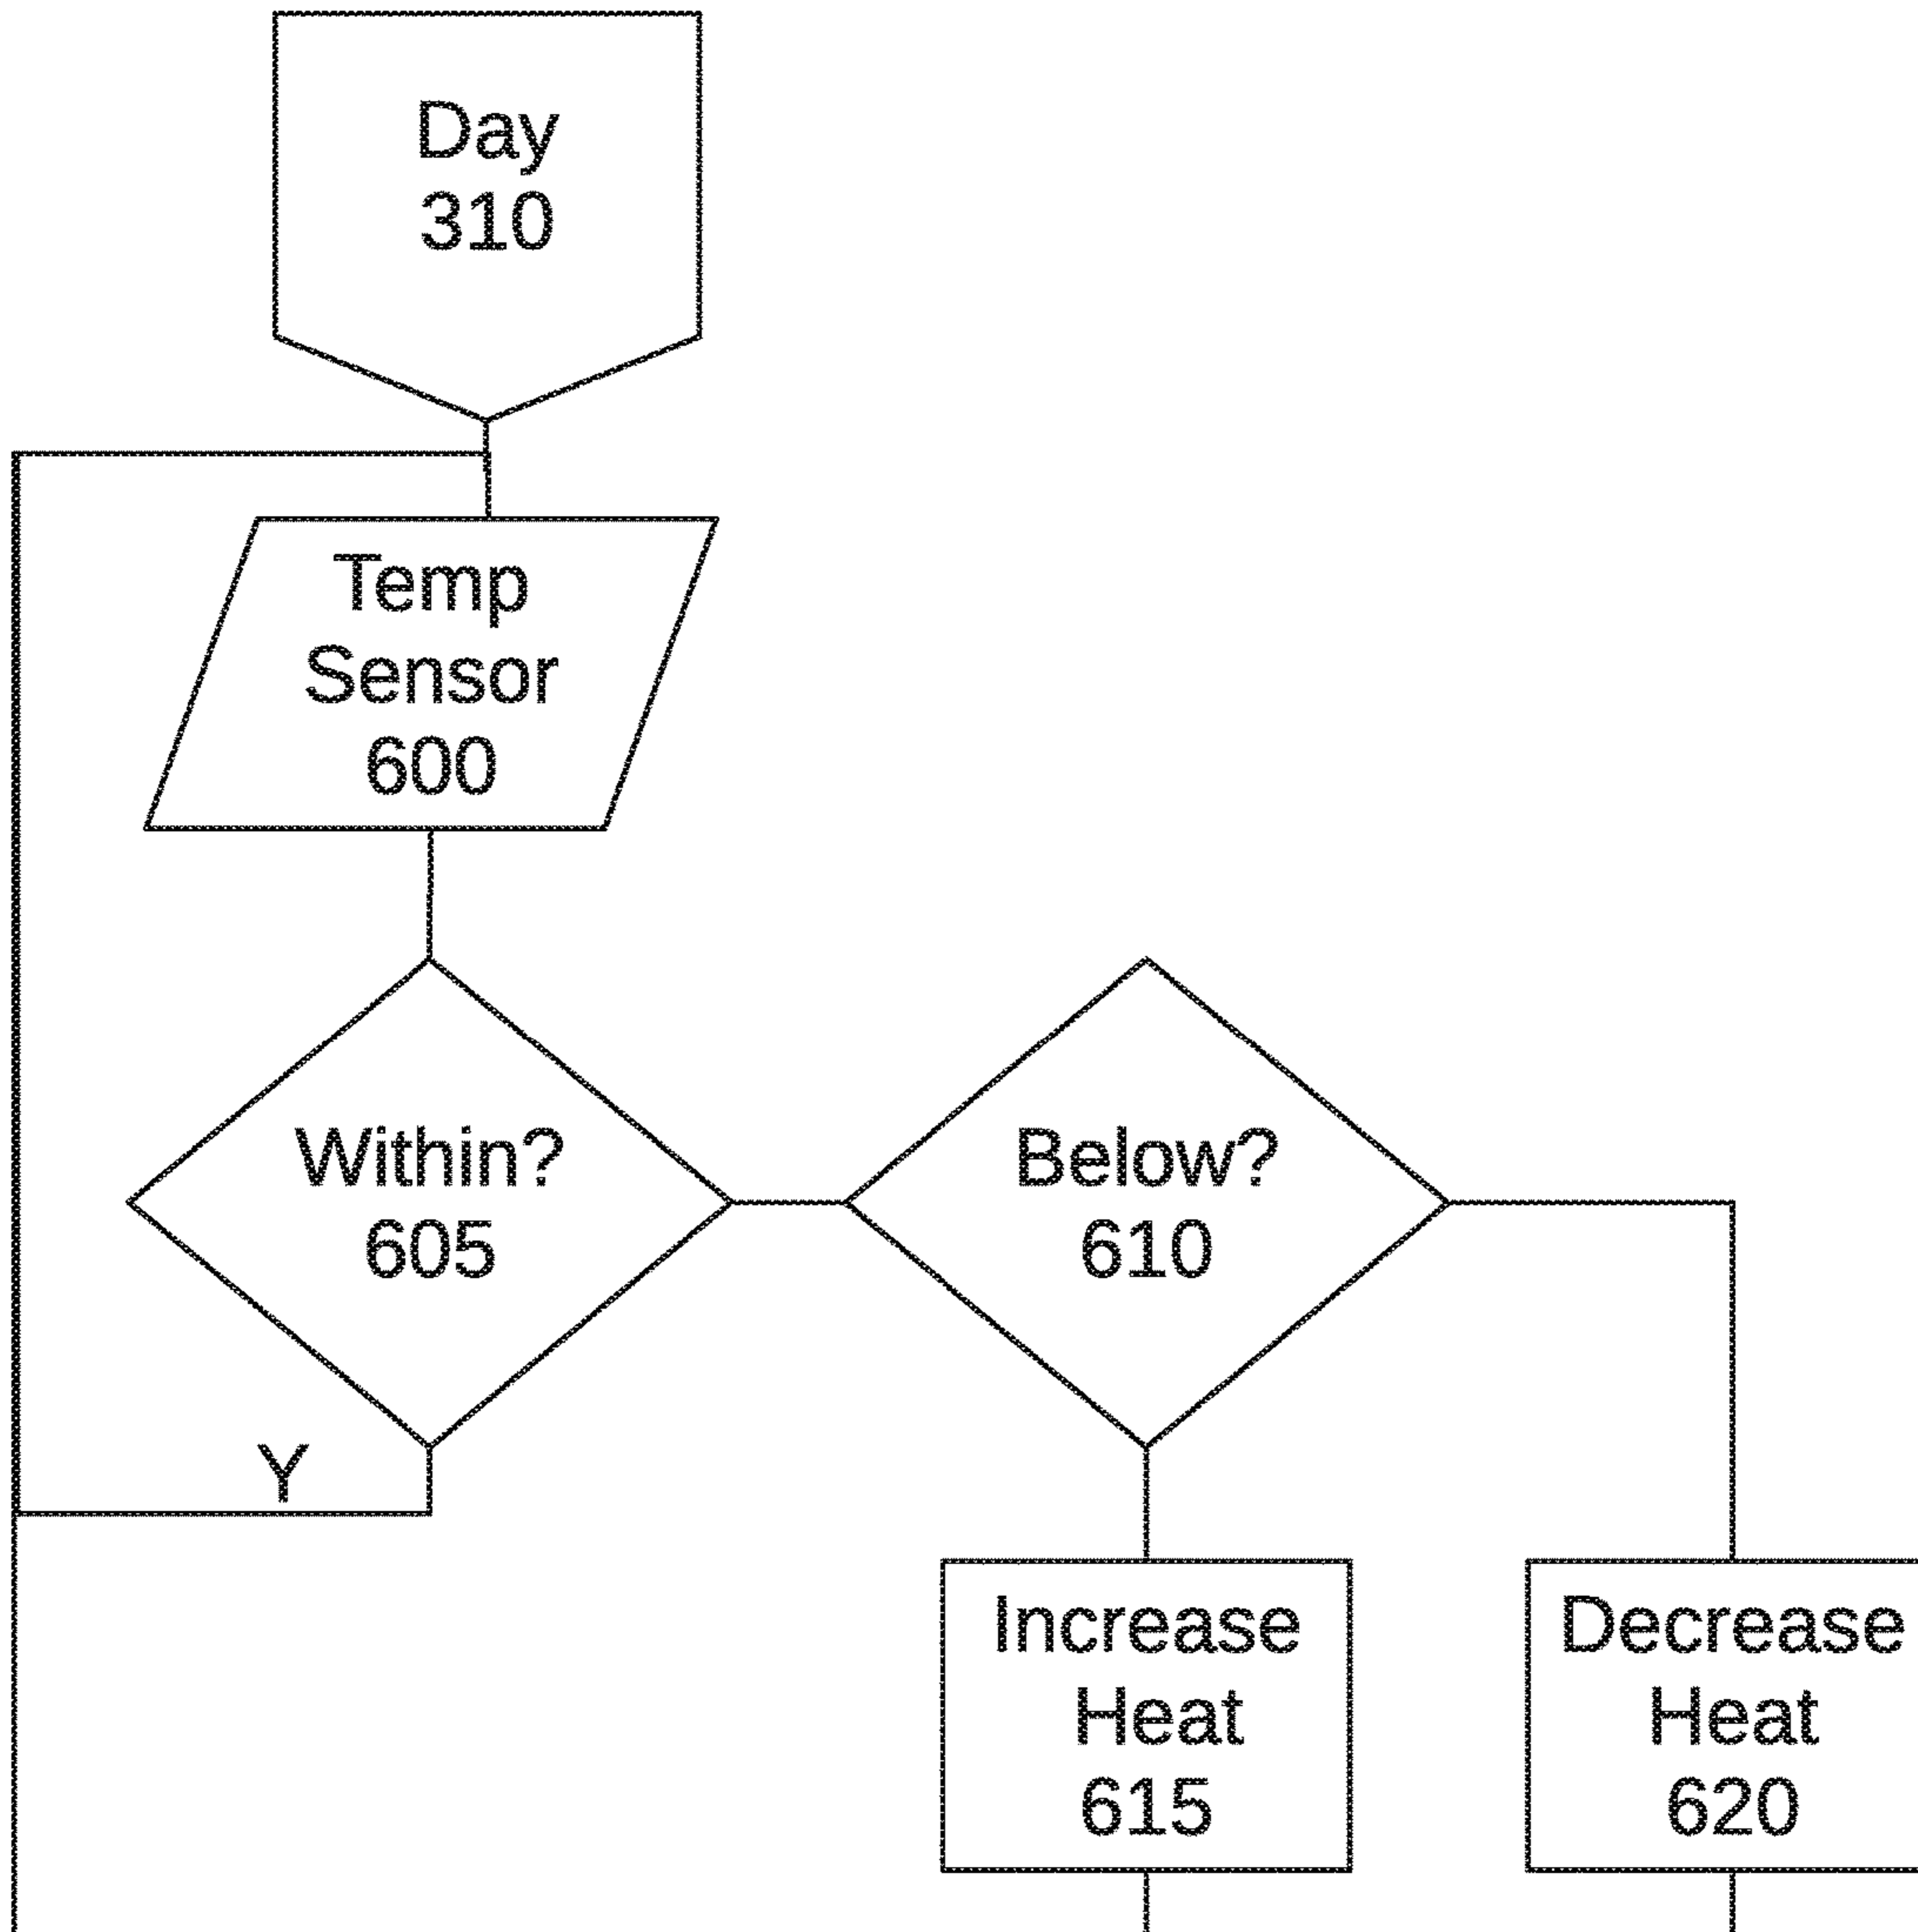 Day
310
Temp
Sensor
600
Within?
605
Below?
610
Y
Increase
Heat
615
Decrease
Heat
620